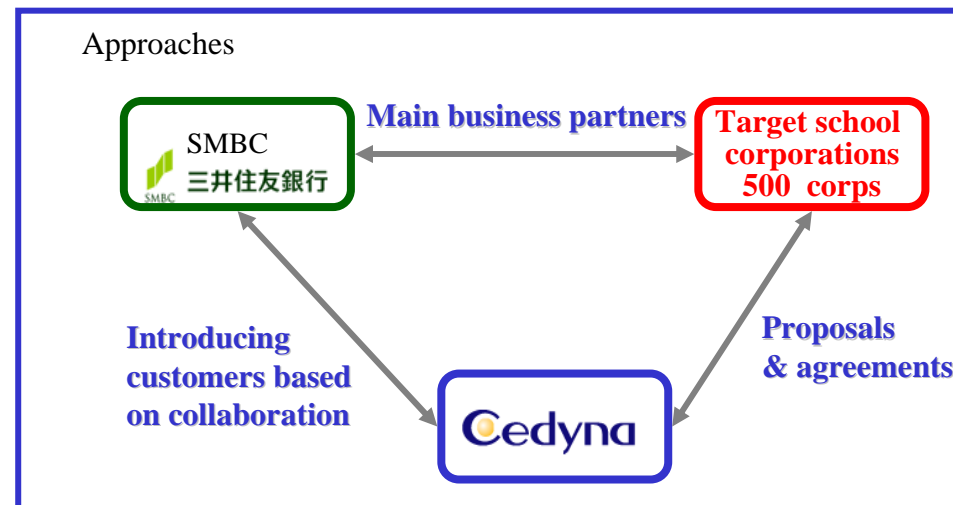 Approaches
Main business partners
SMBC
三井住友銀行
SMBC
Target school
corporations
500 corps
Introducing
customers based
on collaboration
Proposals
& agreements
Cedyna